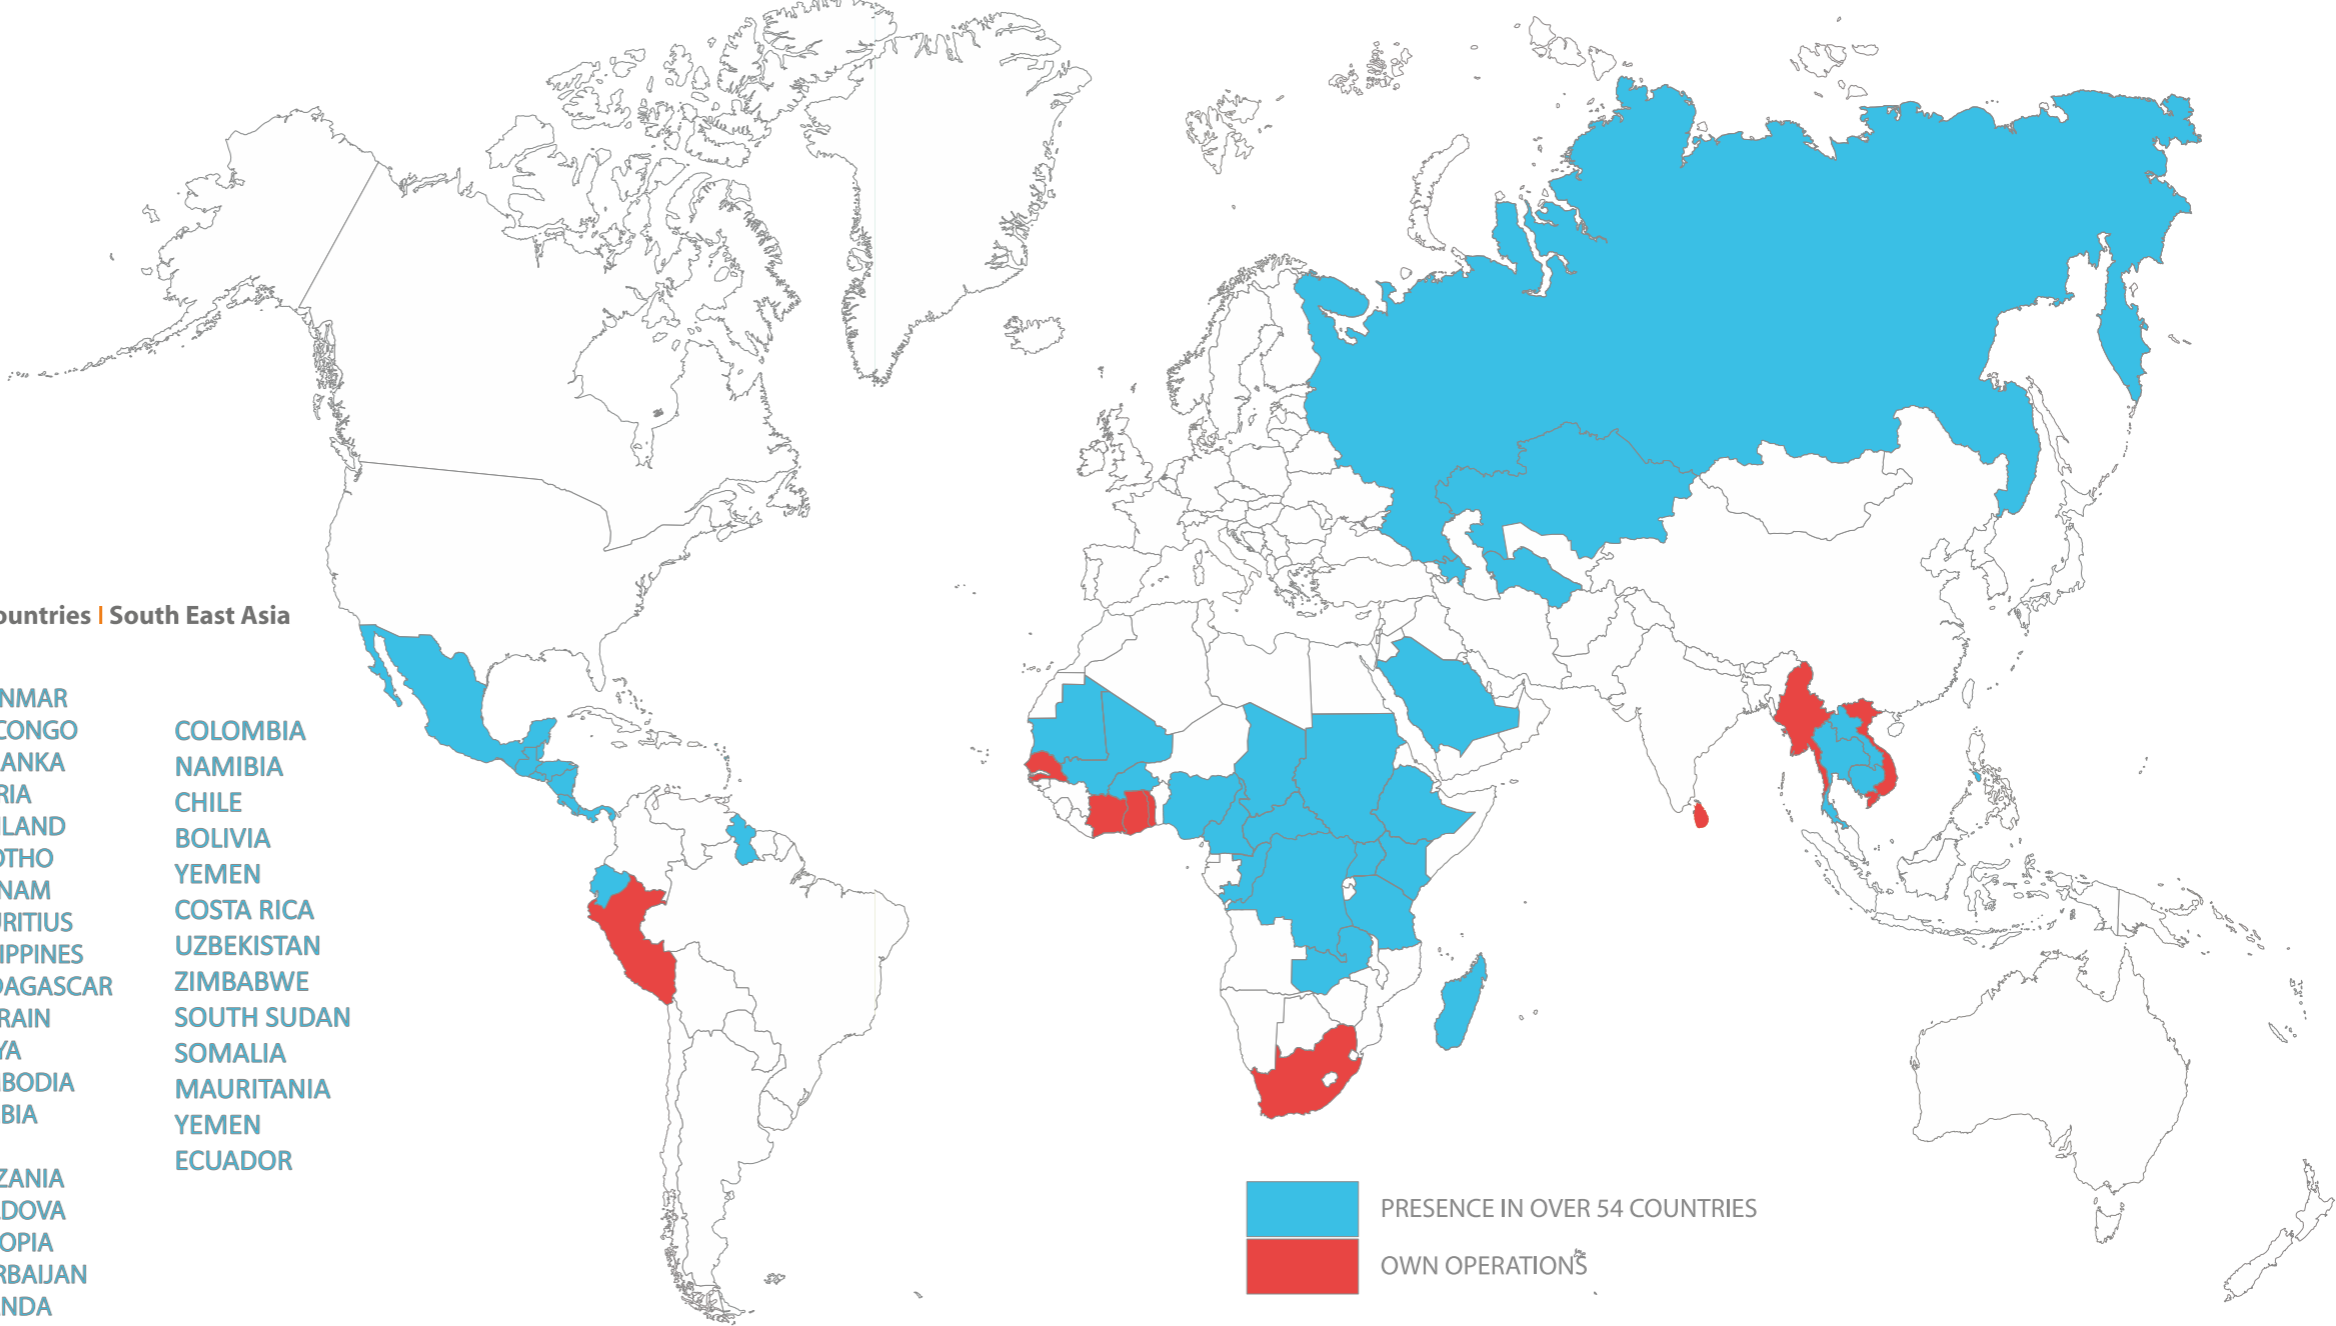 ountries | South East Asia
NMAR
CONGO
ANKA
RIA
ILAND
OTHO
NAM
URITIUS
IPPINES
DAGASCAR
RAIN
YA
BODIA
BIA
ZANIA
DOVA
OPIA
RBAIJAN
NDA
COLOMBIA
NAMIBIA
CHILE
BOLIVIA
YEMEN
COSTA RICA
UZBEKISTAN
ZIMBABWE
SOUTH SUDAN
SOMALIA
MAURITANIA
YEMEN
ECUADOR
PRESENCE IN OVER 54 COUNTRIES
OWN OPERATIONS